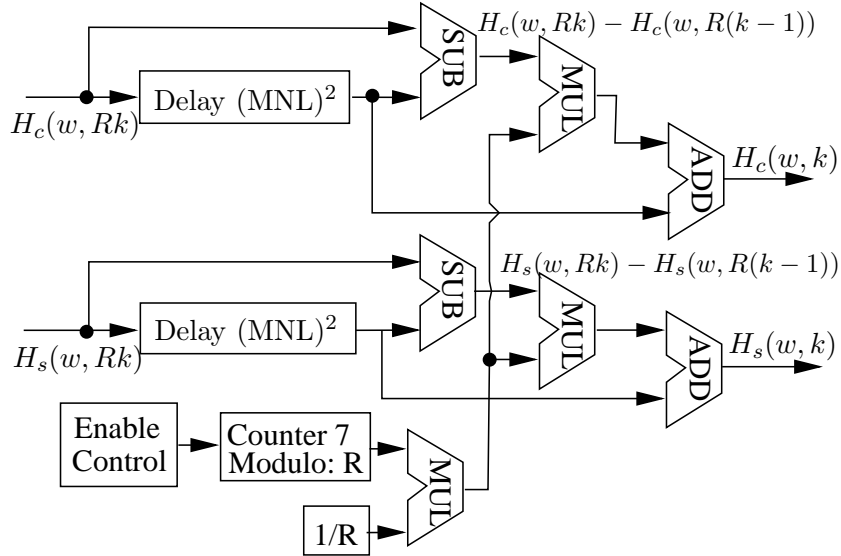 SUB
H_c(w, Rk) − H_c(w, R(k−1))
MUL
Delay (MNL)²
H_c(w, Rk)
ADD
H_c(w, k)
SUB
H_s(w, Rk) − H_s(w, R(k−1))
MUL
Delay (MNL)²
H_s(w, Rk)
ADD
H_s(w, k)
Enable
Control
Counter 7
Modulo: R
MUL
1/R